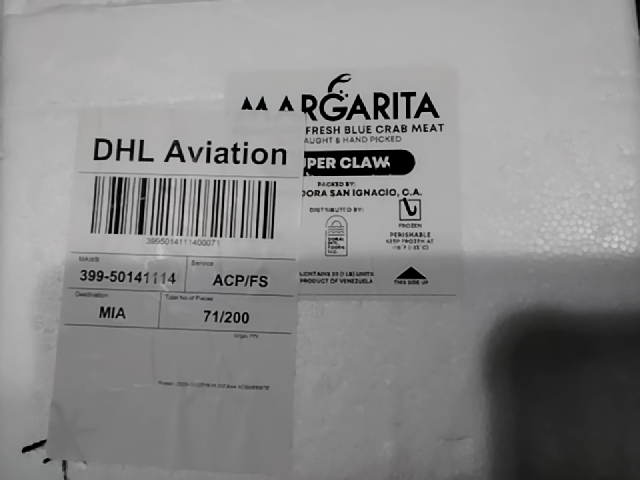 MARGARITA
FRESH BLUE CRAB MEAT
AUGHT & HAND PICKED
PER CLAW
PACKED BY:
DORA SAN IGNACIO, C.A.
DISTRIBUTED BY:
FROZEN
PERISHABLE
KEEP FROZEN AT
PRODUCT OF VENEZUELA
THIS SIDE UP
DHL Aviation
MAWB
Service
399-50141114
ACP/FS
Destination
Total No of Pieces
MIA
71/200